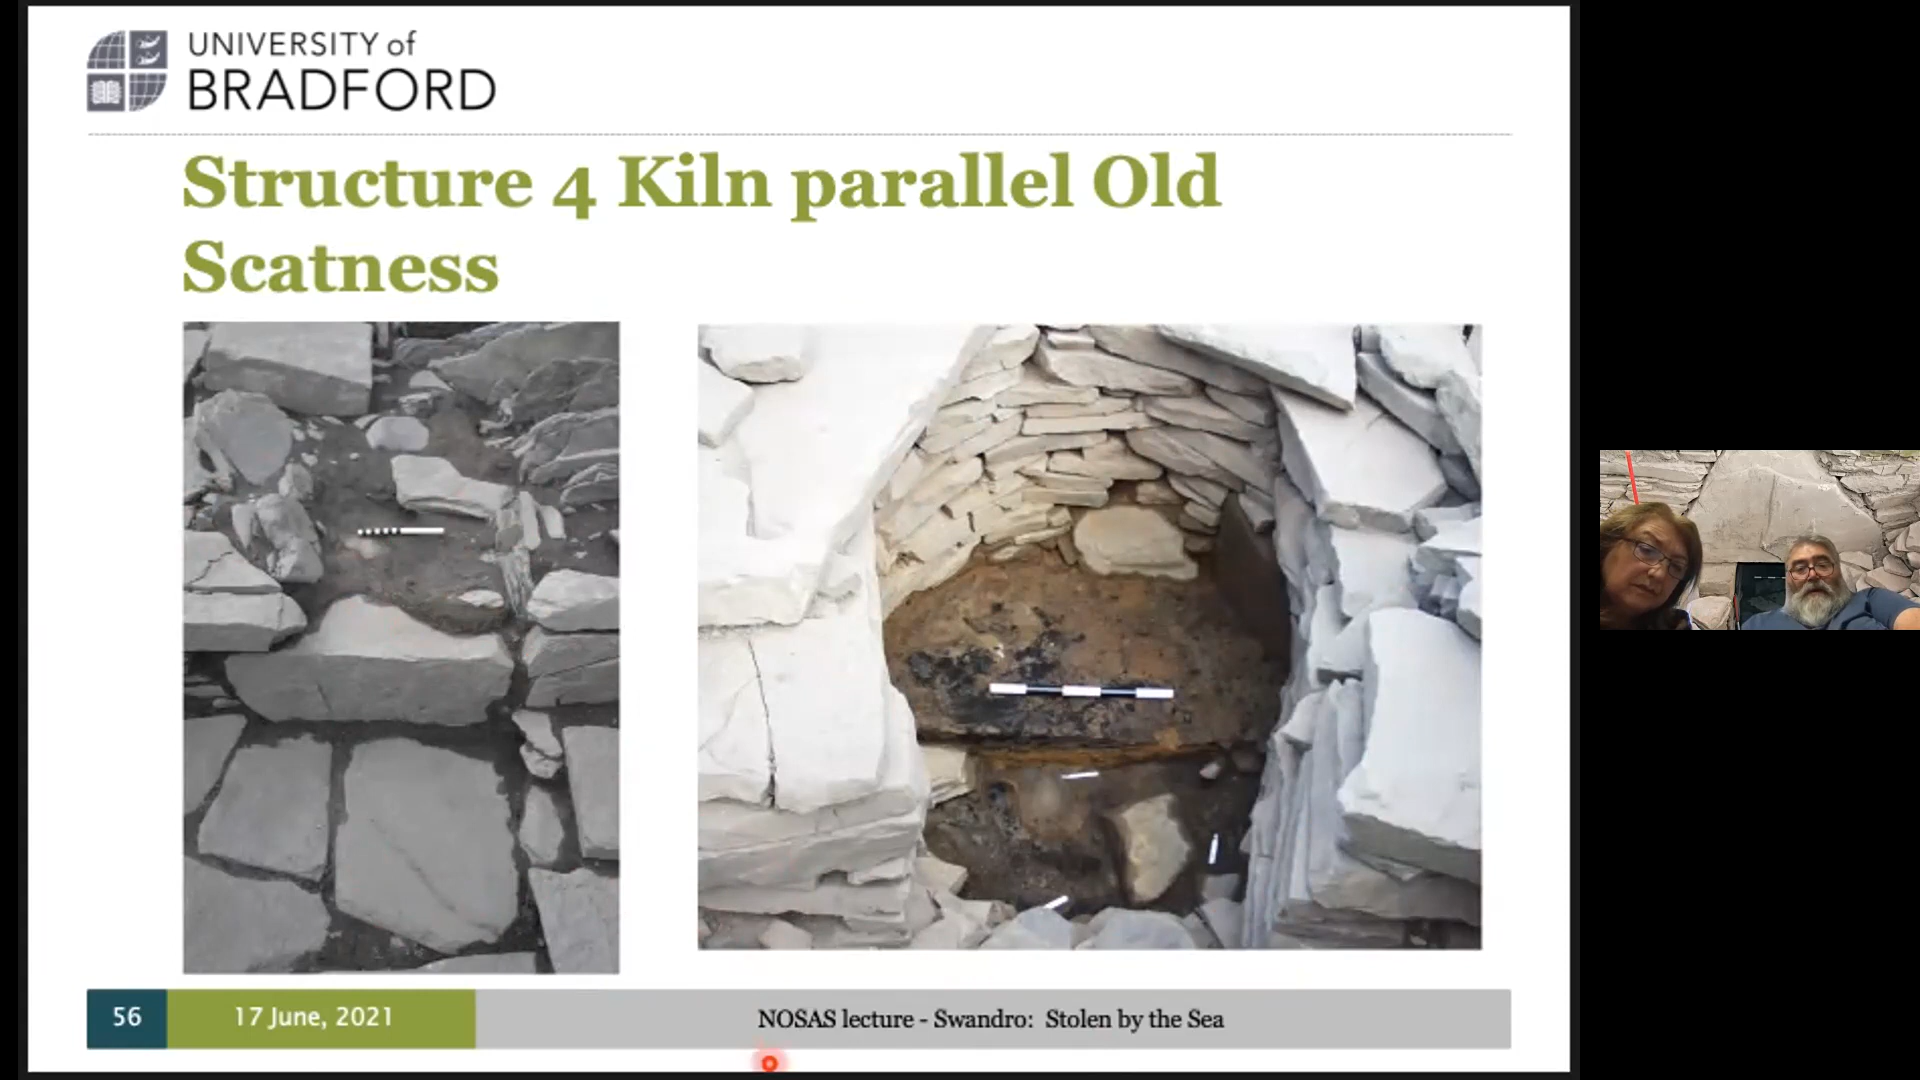 UNIVERSITY of
BRADFORD
Structure 4 Kiln parallel Old
Scatness
56
17 June, 2021
NOSAS lecture - Swandro: Stolen by the Sea